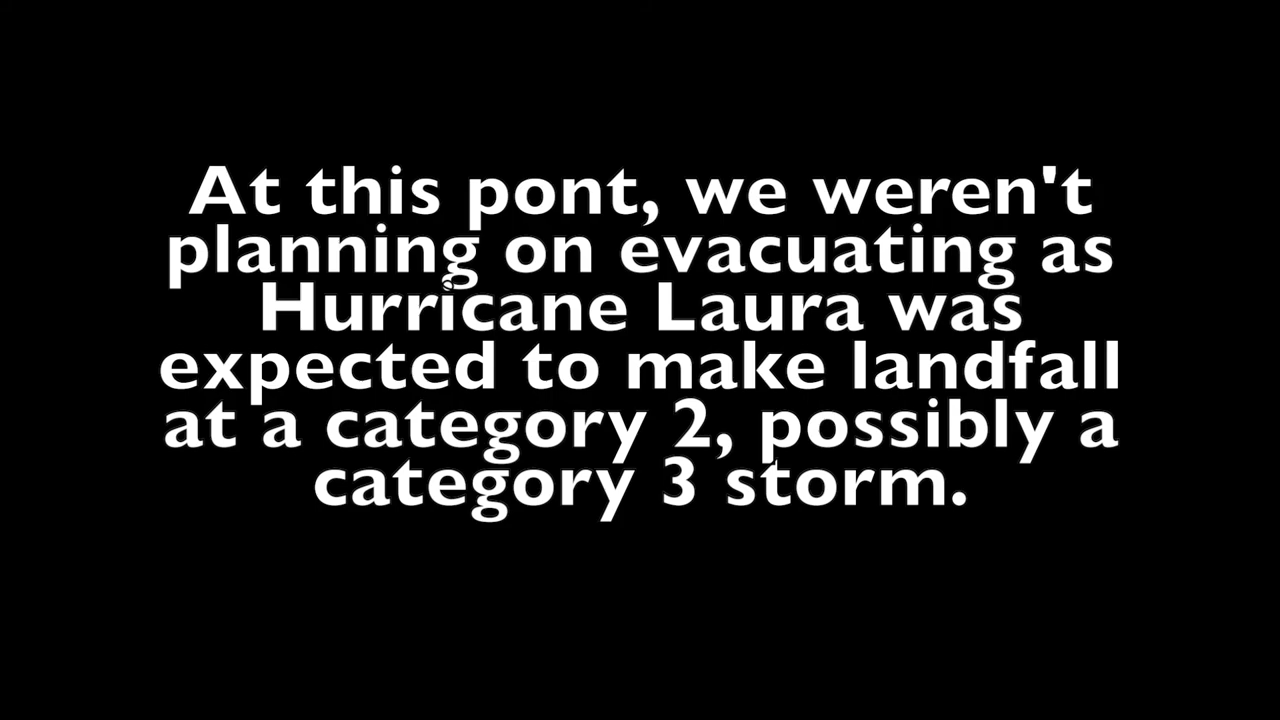 At this pont, we weren't
planning on evacuating as
Hurricane Laura was
expected to make landfall
at a category 2, possibly a
category 3 storm.